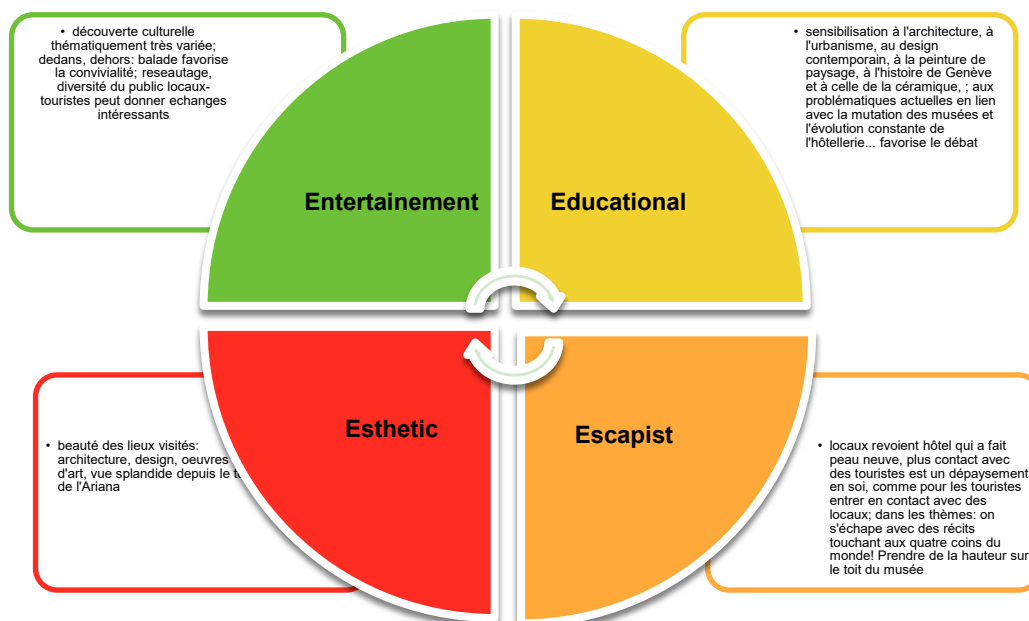 • découverte culturelle
thématiquement très variée;
dedans, dehors: balade favorise
la convivialité; reseautage,
diversité du public locaux-
touristes peut donner echanges
intéressants
• sensibilisation à l'architecture, à
l'urbanisme, au design
contemporain, à la peinture de
paysage, à l'histoire de Genève
et à celle de la céramique, ; aux
problématiques actuelles en lien
avec la mutation des musées et
l'évolution constante de
l'hôtellerie... favorise le débat
Entertainement
Educational
Esthetic
Escapist
• beauté des lieux visités:
architecture, design, oeuvres
d'art, vue splandide depuis le
de l'Ariana
• locaux revoient hôtel qui a fait
peau neuve, plus contact avec
des touristes est un dépaysement
en soi, comme pour les touristes
entrer en contact avec des
locaux; dans les thèmes: on
s'échape avec des récits
touchant aux quatre coins du
monde! Prendre de la hauteur sur
le toit du musée